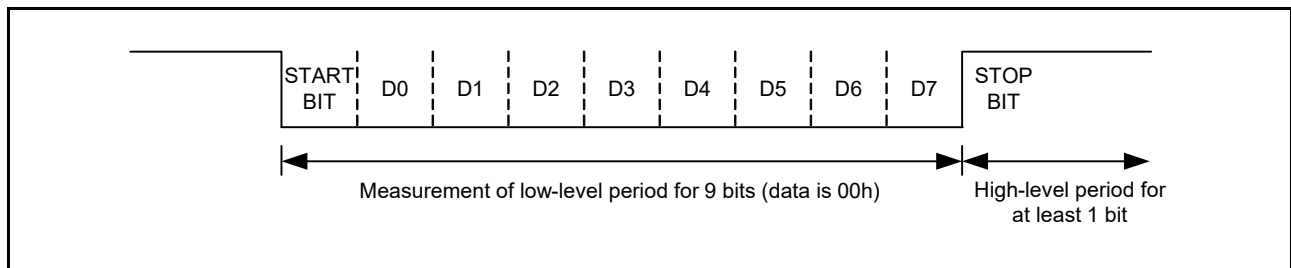 START
BIT
D0
D1
D2
D3
D4
D5
D6
D7
STOP
BIT
Measurement of low-level period for 9 bits (data is 00h)
High-level period for
at least 1 bit